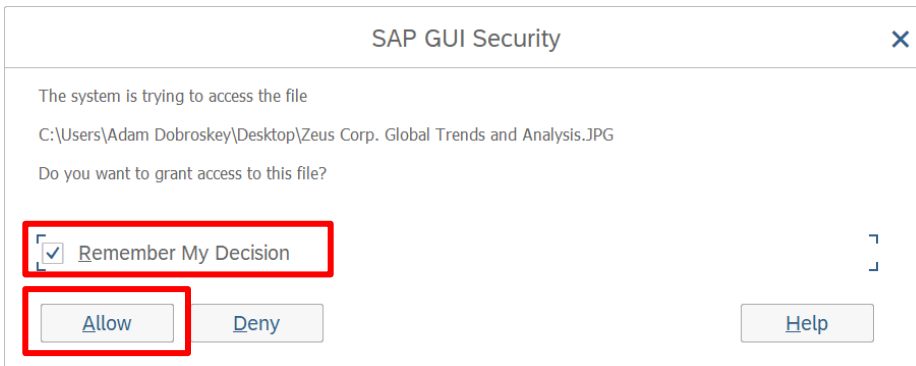 SAP GUI Security
The system is trying to access the file
C:\Users\Adam Dobroskey\Desktop\Zeus Corp. Global Trends and Analysis.JPG
Do you want to grant access to this file?
Remember My Decision
Allow Deny Help